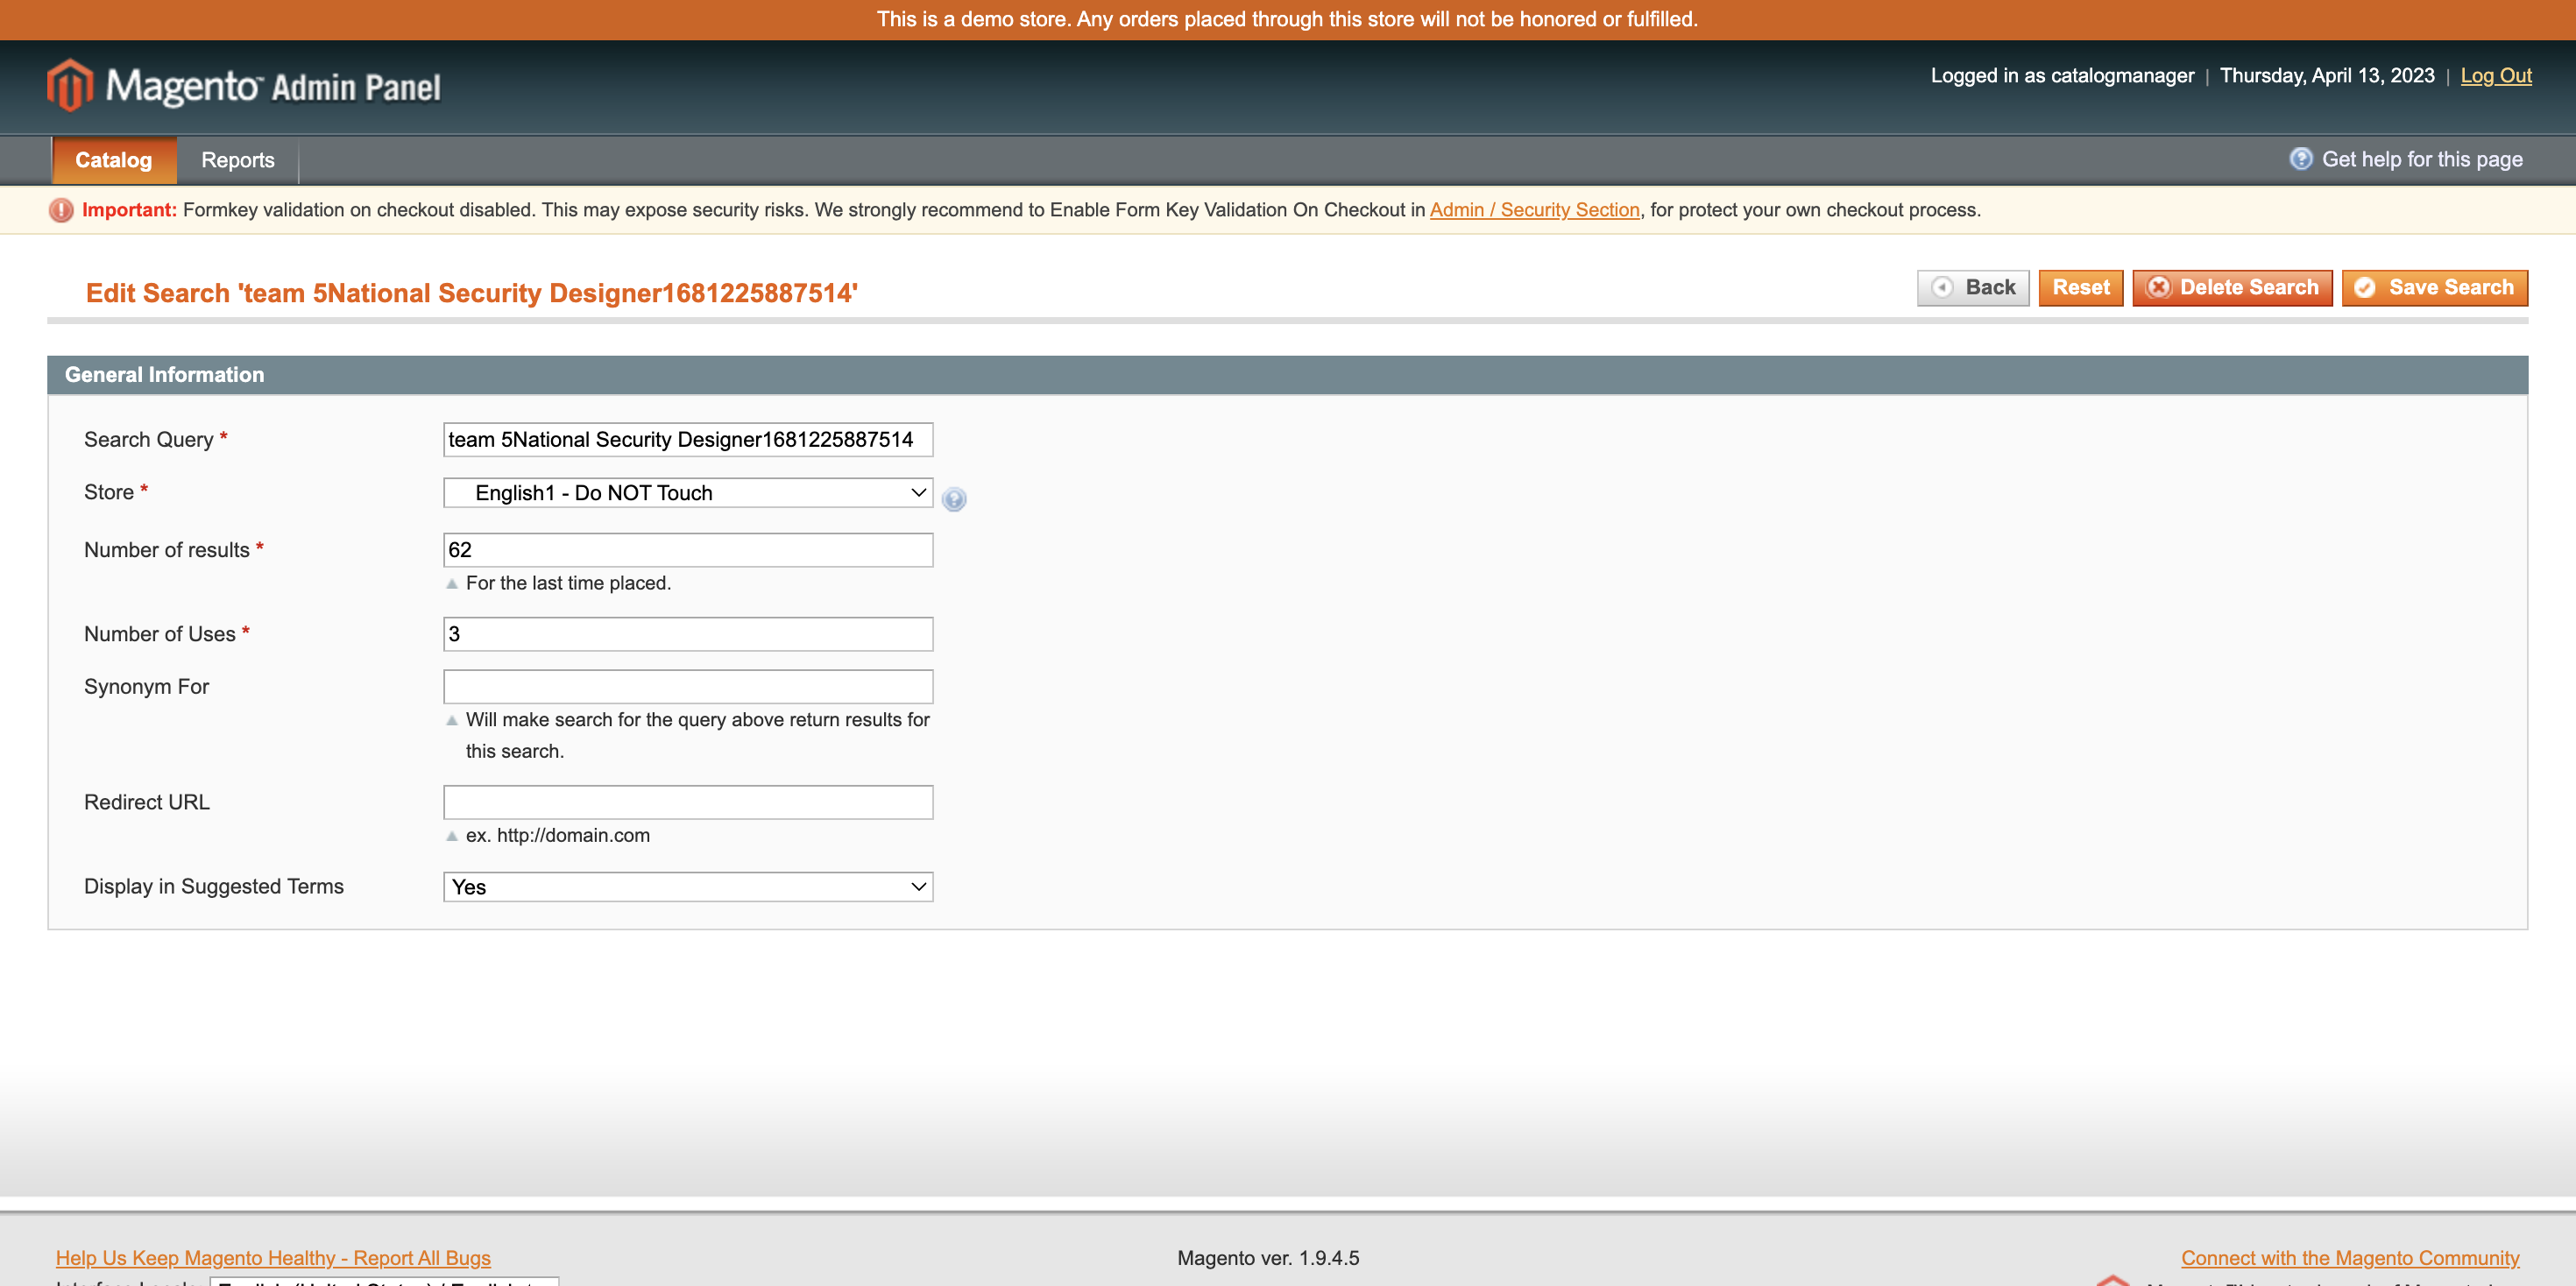 This is a demo store. Any orders placed through this store will not be honored or fulfilled.
Magento™ Admin Panel
Logged in as catalogmanager | Thursday, April 13, 2023 | Log Out
Catalog Reports
Get help for this page
Important: Formkey validation on checkout disabled. This may expose security risks. We strongly recommend to Enable Form Key Validation On Checkout in Admin / Security Section, for protect your own checkout process.
Edit Search 'team 5National Security Designer1681225887514'
Back Reset Delete Search Save Search
General Information
Search Query * team 5National Security Designer1681225887514
Store * English1 - Do NOT Touch
Number of results * 62
For the last time placed.
Number of Uses * 3
Synonym For
Will make search for the query above return results for
this search.
Redirect URL
ex. http://domain.com
Display in Suggested Terms Yes
Help Us Keep Magento Healthy - Report All Bugs
Magento ver. 1.9.4.5
Connect with the Magento Community